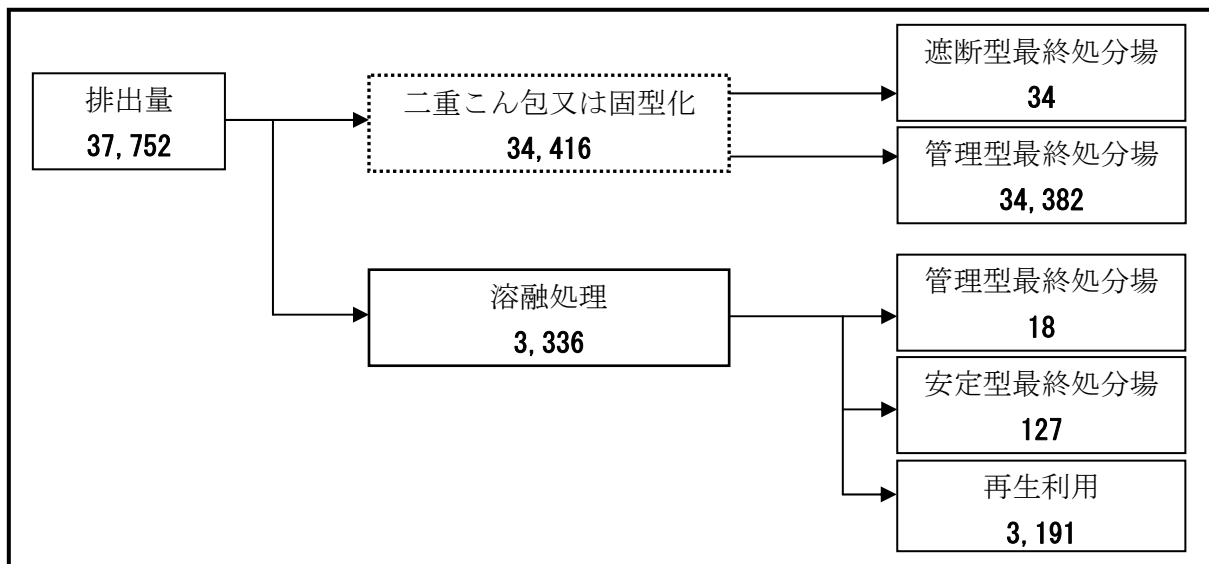 排出量
37,752
二重こん包又は固型化
34,416
遮断型最終処分場
34
管理型最終処分場
34,382
溶融処理
3,336
管理型最終処分場
18
安定型最終処分場
127
再生利用
3,191